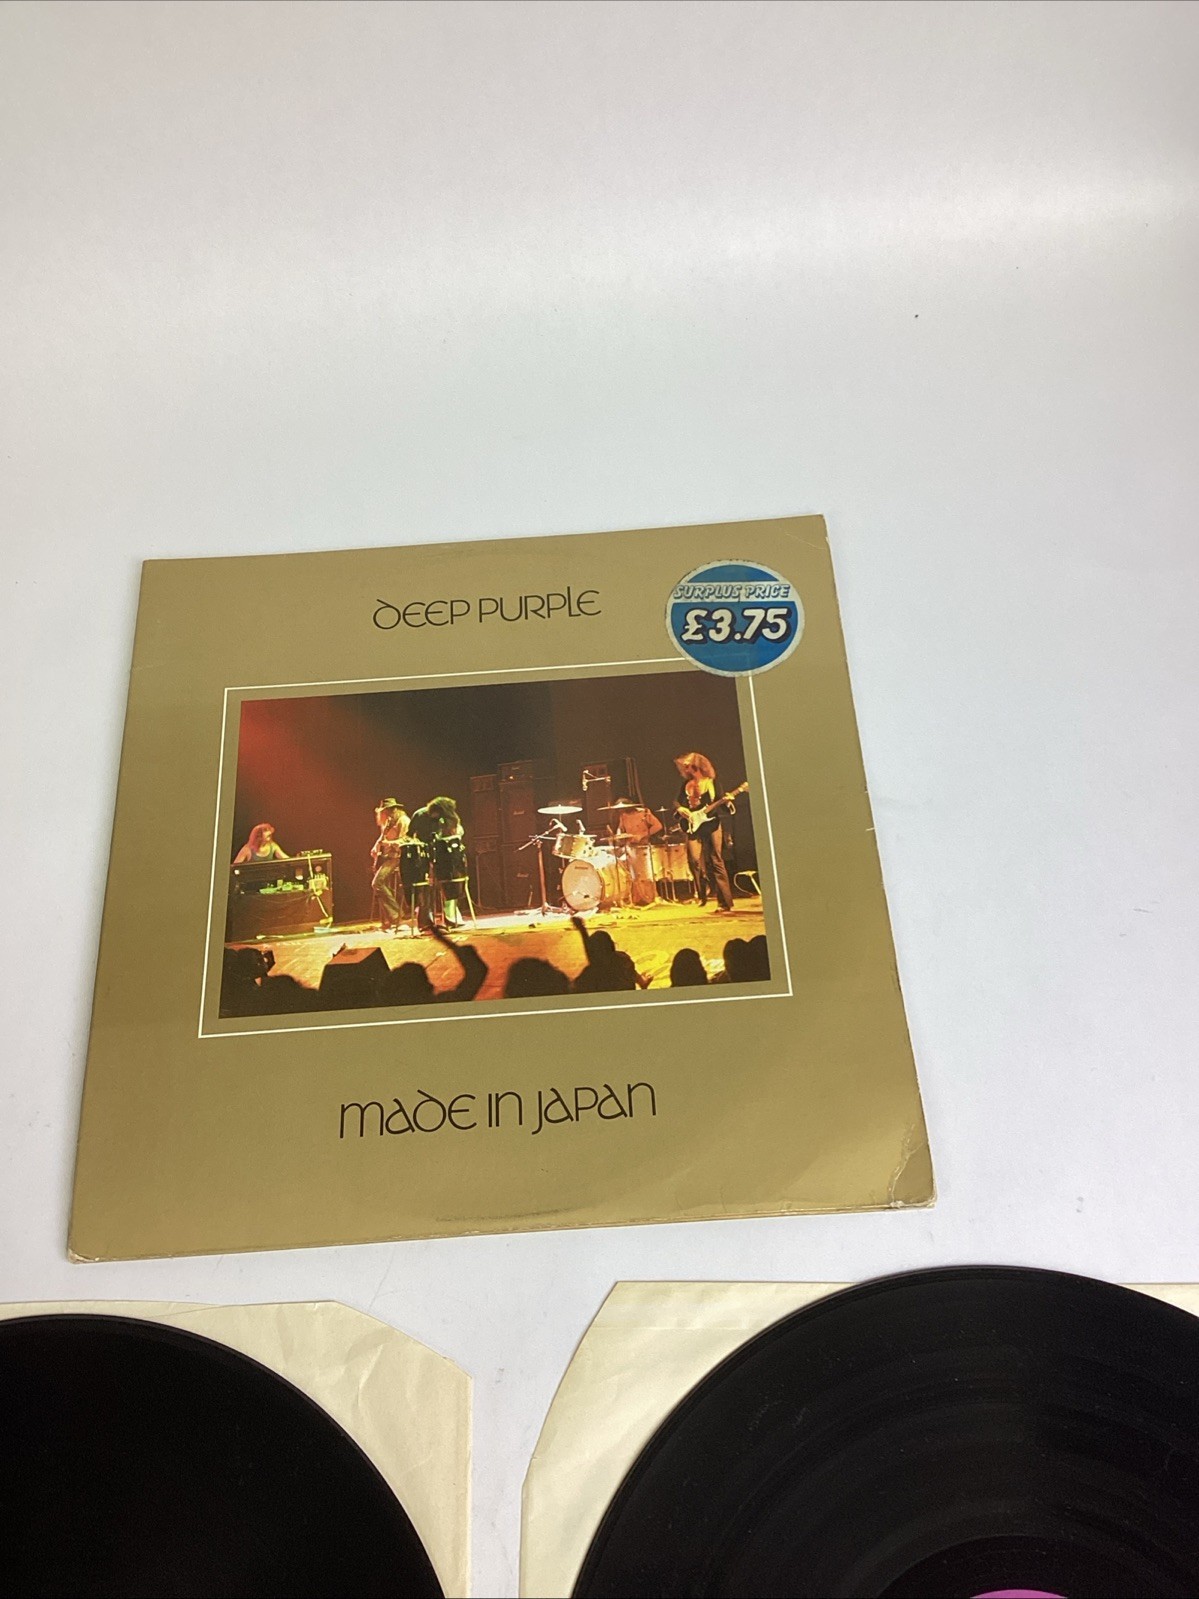 DEEP PURPLE
SURPLUS PRICE
£3.75
MADE IN JAPAN